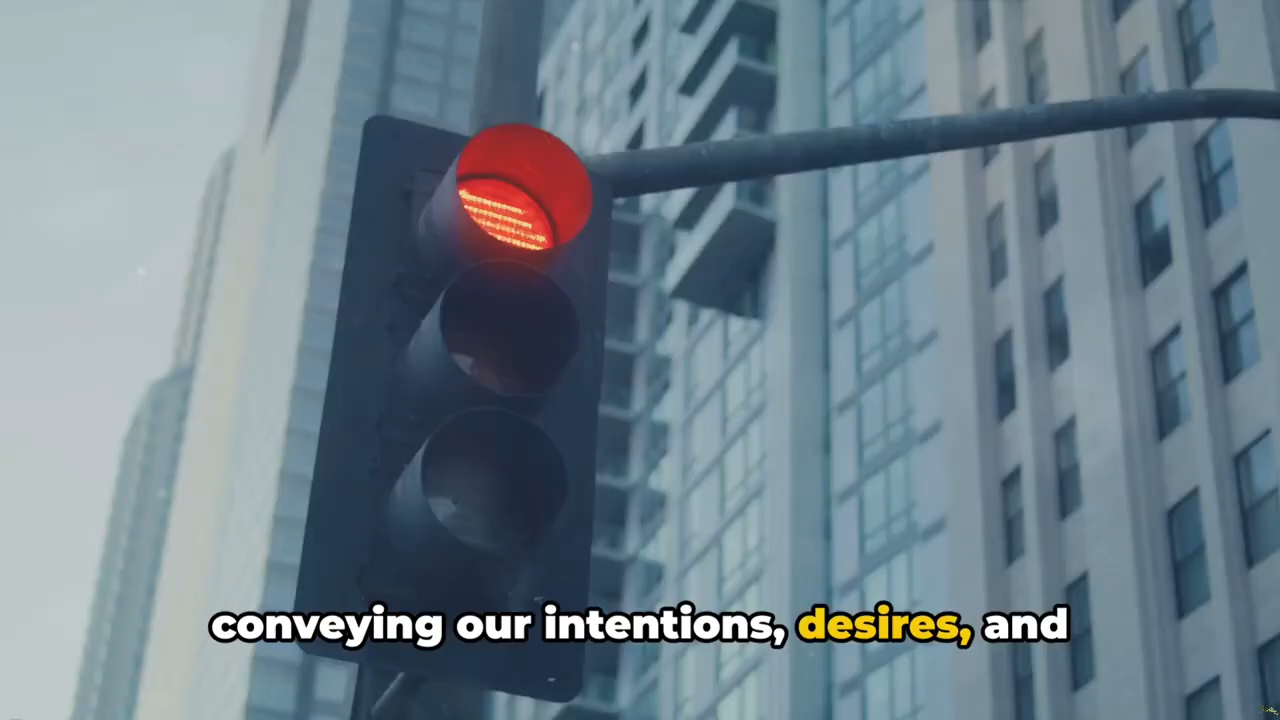 conveying our intentions, desires, and